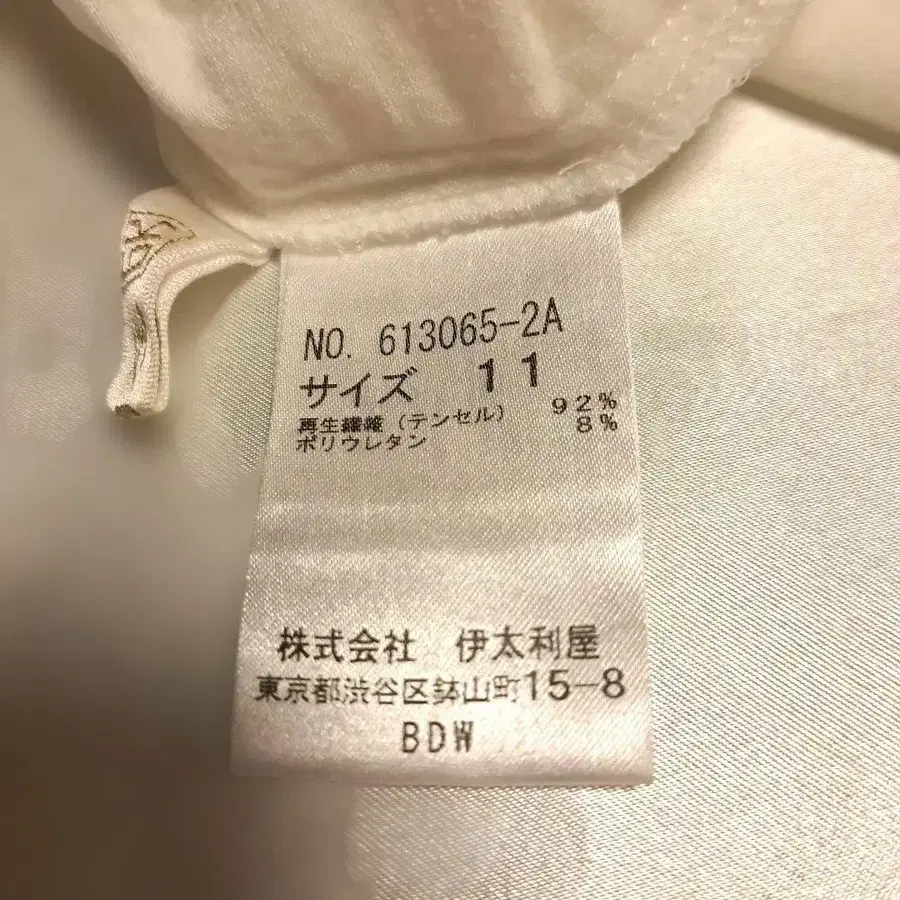 NO. 613065-2A
サイズ 11
再生繊維 (テンセル) 92%
ポリウレタン 8%
株式会社 伊太利屋
東京都渋谷区鉢山町15-8
BDW